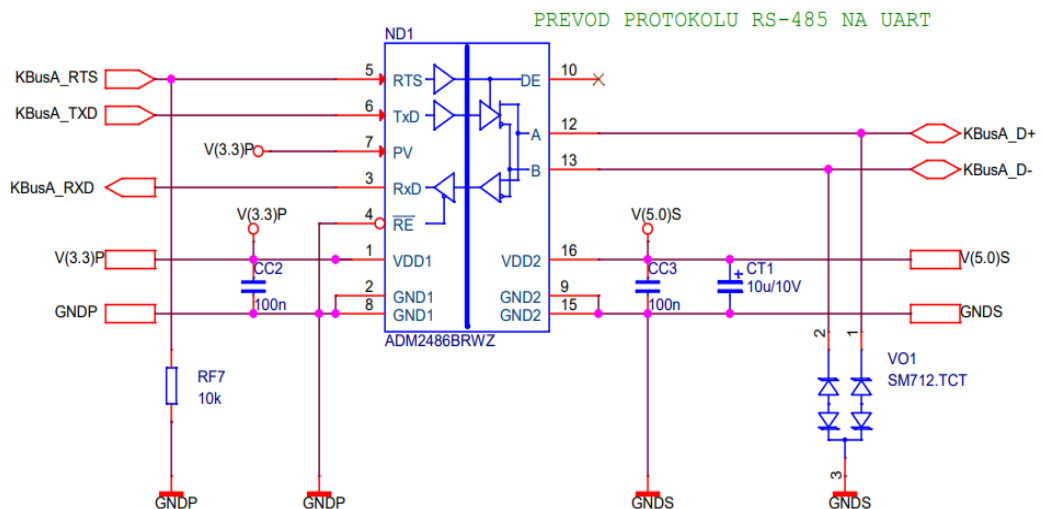 PREVOD PROTOKOLU RS-485 NA UART
ND1
KBusA_RTS
5
RTS
DE
10
KBusA_TXD
6
TxD
A
12
KBusA_D+
V(3.3)P
7
PV
B
13
KBusA_D-
KBusA_RXD
3
RxD
V(3.3)P
4
RE
V(5.0)S
V(3.3)P
1
VDD1
VDD2
16
V(5.0)S
CC2
100n
CC3
100n
CT1
10u/10V
+
GNDP
2
GND1
GND2
9
8
GND1
GND2
15
GNDS
ADM2486BRWZ
2
1
VO1
SM712.TCT
RF7
10k
3
GNDP
GNDP
GNDS
GNDS